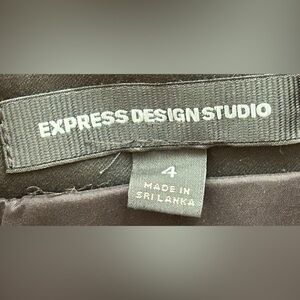 EXPRESS DESIGN STUDIO
4
MADE IN
SRI LANKA